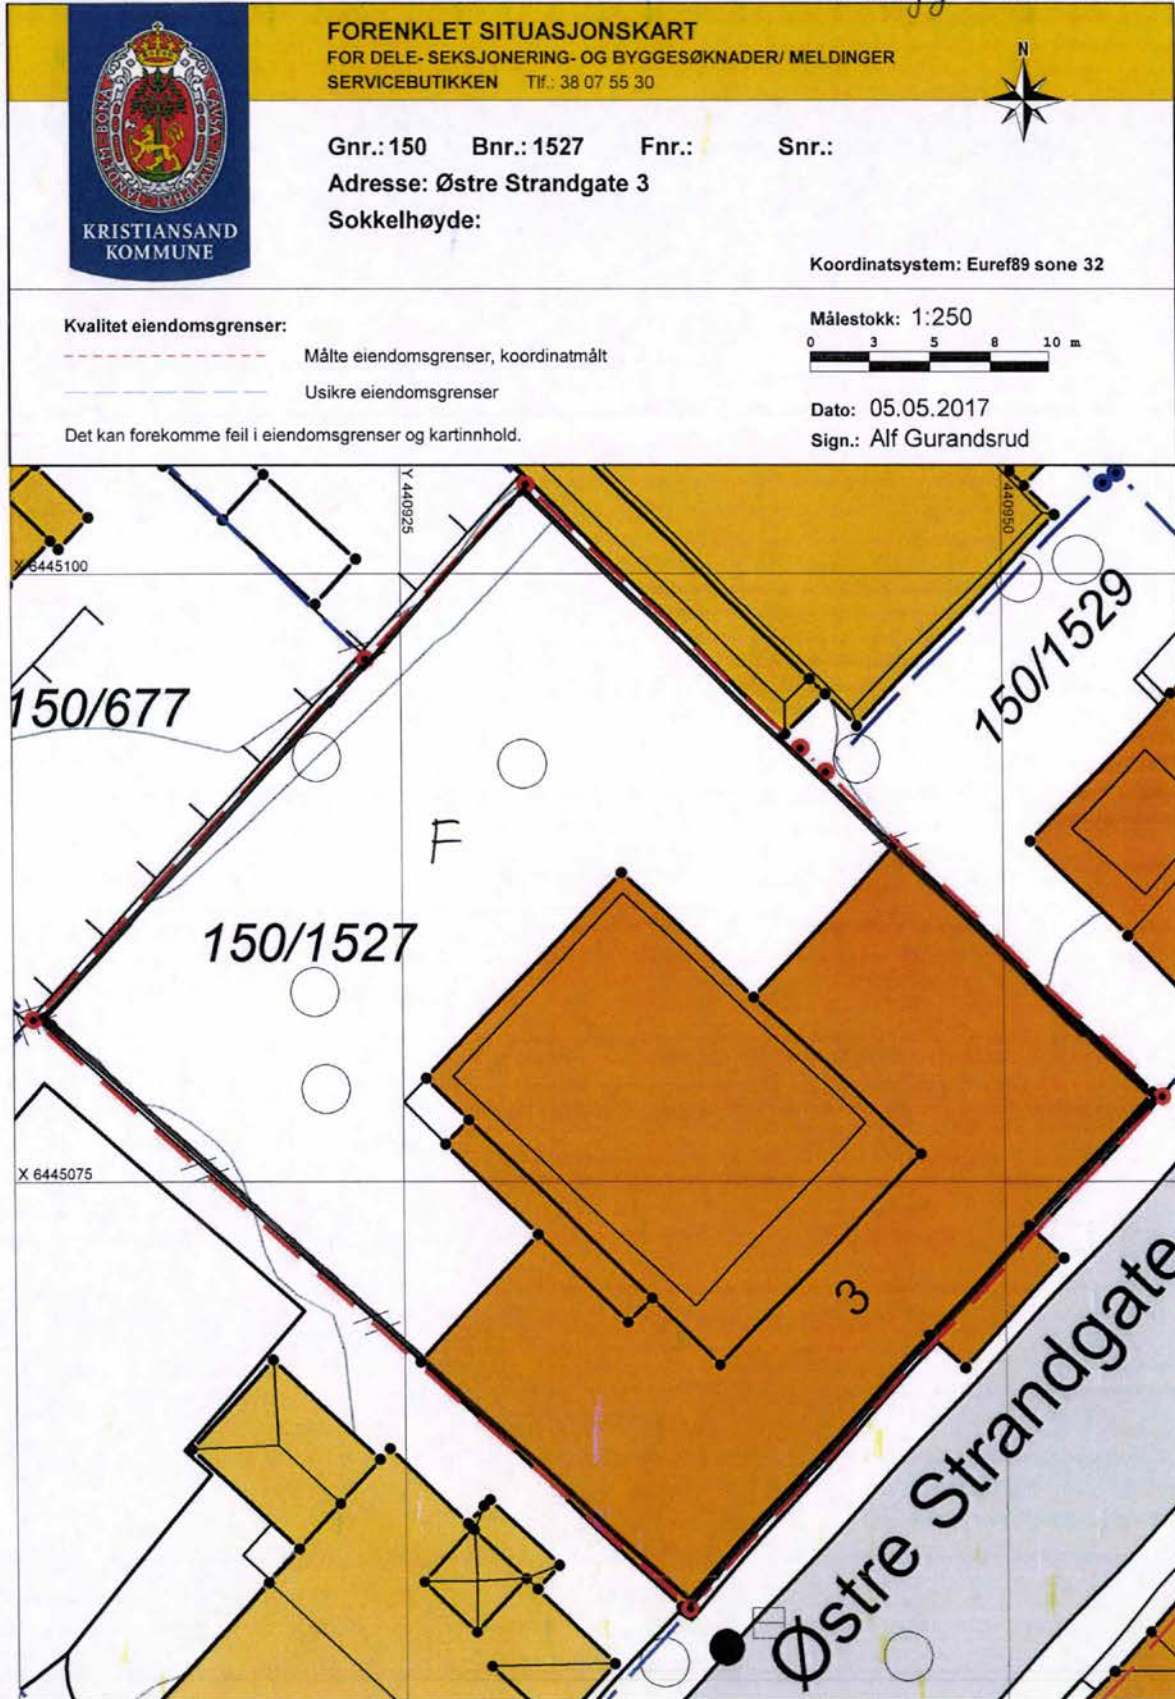 FORENKLET SITUASJONSKART
FOR DELE- SEKSJONERING- OG BYGGESØKNADER/ MELDINGER
SERVICEBUTIKKEN Tlf.: 38 07 55 30
N
KRISTIANSAND
KOMMUNE
Gnr.: 150 Bnr.: 1527 Fnr.: Snr.:
Adresse: Østre Strandgate 3
Sokkelhøyde:
Koordinatsystem: Euref89 sone 32
Kvalitet eiendomsgrenser:
Målte eiendomsgrenser, koordinatmålt
Usikre eiendomsgrenser
Det kan forekomme feil i eiendomsgrenser og kartinnhold.
Målestokk: 1:250
0 3 5 8 10 m
Dato: 05.05.2017
Sign.: Alf Gurandsrud
Y 440925
440950
X 6445100
150/677
150/1529
F
150/1527
X 6445075
3
Østre Strandgate